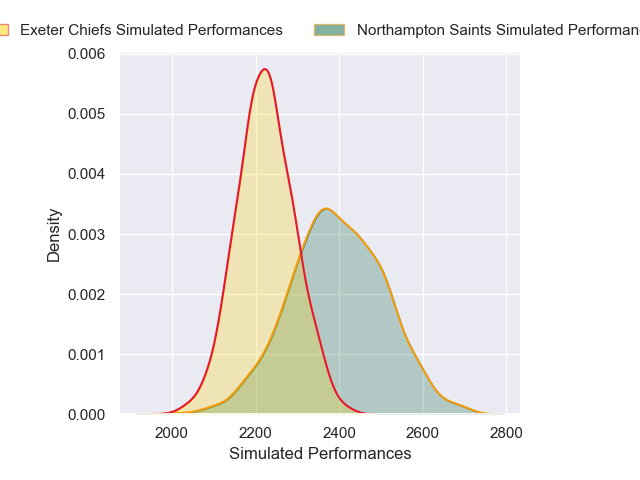 Exeter Chiefs Simulated Performances Northampton Saints Simulated
0.006
0.005
0.004
0.003
0.002
0.001
0.000
Density
2000 2200 2400 2600 2800
Simulated Performances